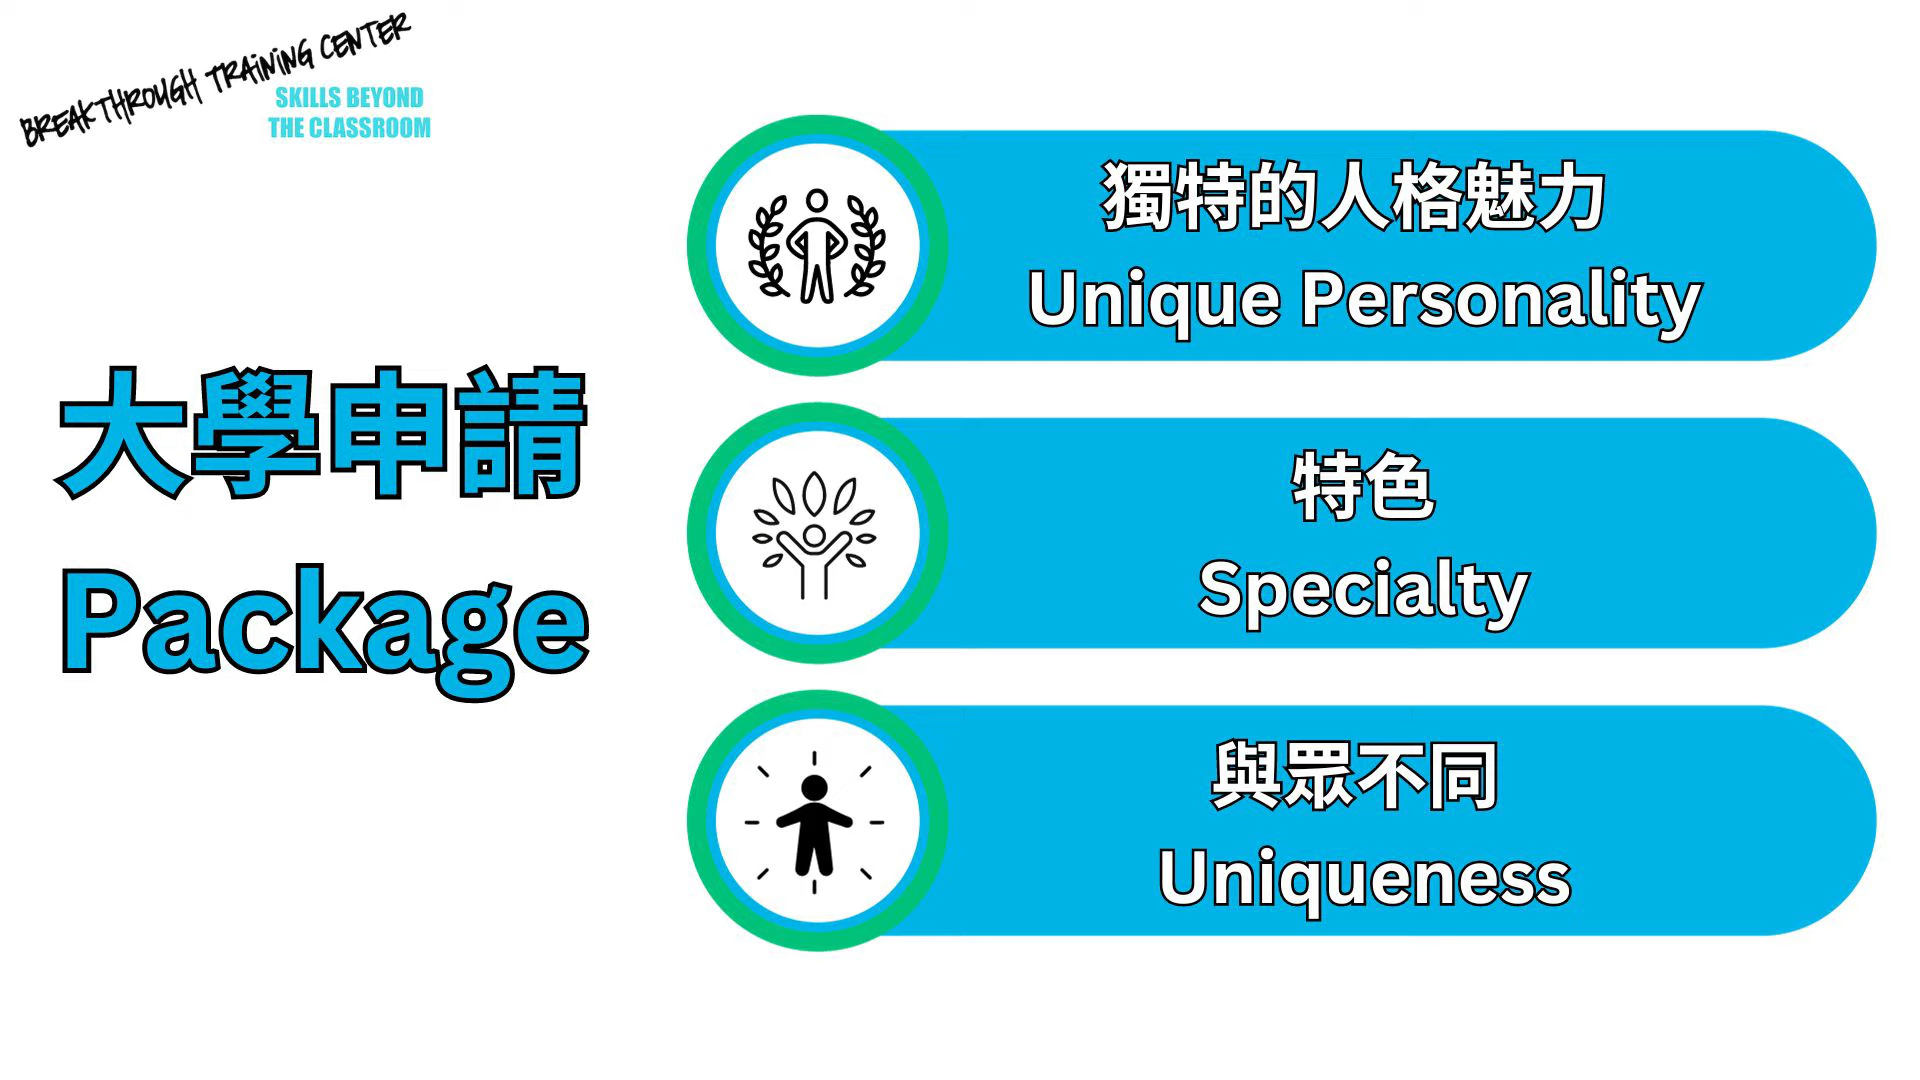 BREAKTHROUGH TRAINING CENTER
SKILLS BEYOND
THE CLASSROOM
大學申請
Package
獨特的人格魅力
Unique Personality
特色
Specialty
與眾不同
Uniqueness